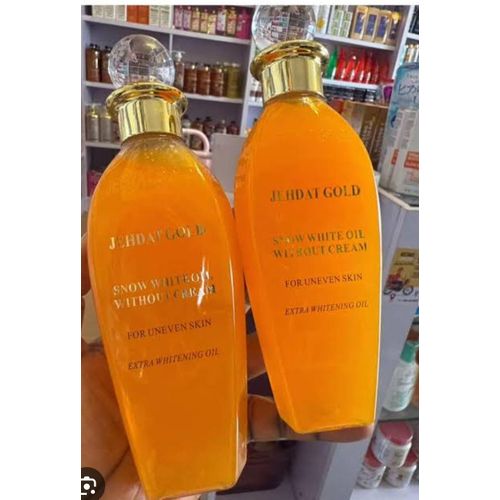 JEHDAT GOLD
SNOW WHITE OIL
WITHOUT CREAM
FOR UNEVEN SKIN
EXTRA WHITENING OIL
JEHDAT GOLD
SNOW WHITE OIL
WITHOUT CREAM
FOR UNEVEN SKIN
EXTRA WHITENING OIL